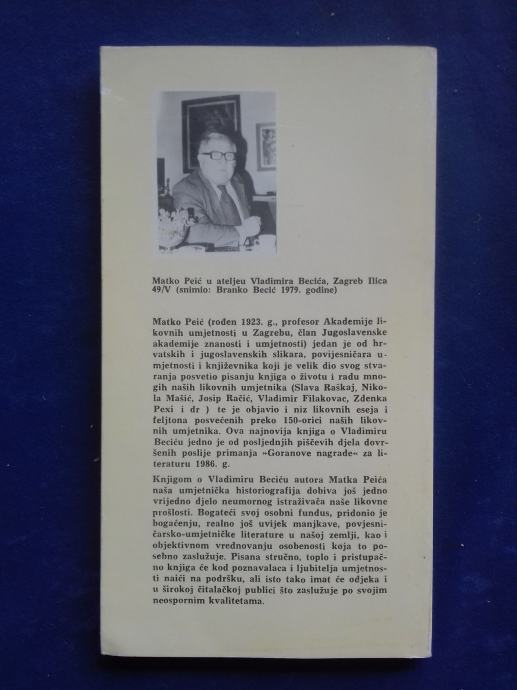 Matko Peić u ateljeu Vladimira Becića, Zagreb Ilica
49/V (snimio: Branko Becić 1979. godine)
Matko Peić (rođen 1923. g., profesor Akademije li-
kovnih umjetnosti u Zagrebu, član Jugoslavenske
akademije znanosti i umjetnosti) jedan je od hr-
vatskih i jugoslavenskih slikara, povijesničara u-
mjetnosti i književnika koji je velik dio svog stva-
ranja posvetio pisanju knjiga o životu i radu mno-
gih naših likovnih umjetnika (Slava Raškaj, Niko-
la Mašić, Josip Račić, Vladimir Filakovac, Zdenka
Pexi i dr ) te je objavio i niz likovnih eseja i
feljtona posvećenih preko 150-orici naših likov-
nih umjetnika. Ova najnovija knjiga o Vladimiru
Beciću jedno je od posljednjih piščevih djela dovr-
šenih poslije primanja »Goranove nagrade« za li-
teraturu 1986. g.
Knjigom o Vladimiru Beciću autora Matka Peića
naša umjetnička historiografija dobiva još jedno
vrijedno djelo neumornog istraživača naše likovne
prošlosti. Bogateći svoj osobni fundus, pridonio je
bogaćenju, realno još uvijek manjkave, povjesni-
čarsko-umjetničke literature u našoj zemlji, kao i
objektivnom vrednovanju osobenosti koja to po-
sebno zaslužuje. Pisana stručno, toplo i pristupač-
no knjiga će kod poznavalaca i ljubitelja umjetnos-
ti naići na podršku, ali isto tako imat će odjeka i
u širokoj čitalačkoj publici što zaslužuje po svojim
neospornim kvalitetama.